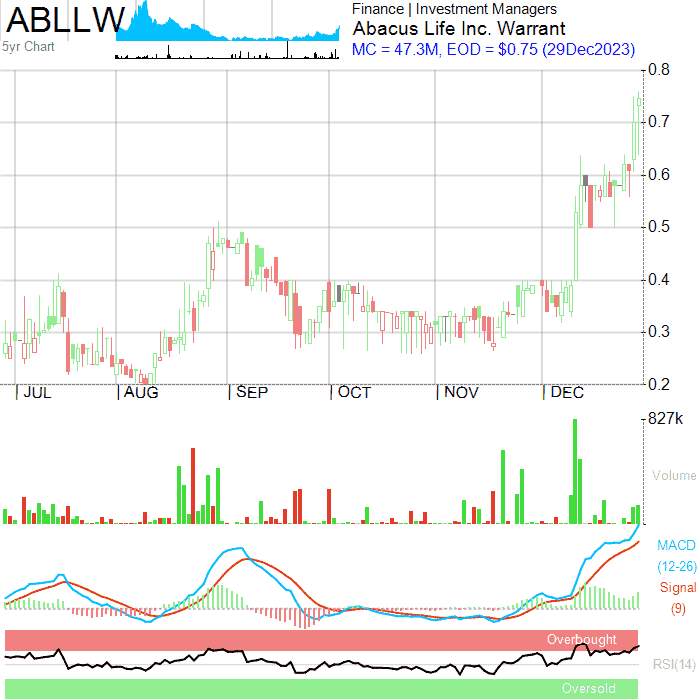 ABLLW
5yr Chart
Finance | Investment Managers
Abacus Life Inc. Warrant
MC = 47.3M, EOD = $0.75 (29Dec2023)
0.8
0.7
0.6
0.5
0.4
0.3
0.2
JUL AUG SEP OCT NOV DEC
827k
Volume
MACD
(12-26)
Signal
(9)
Overbought
RSI(14)
Oversold